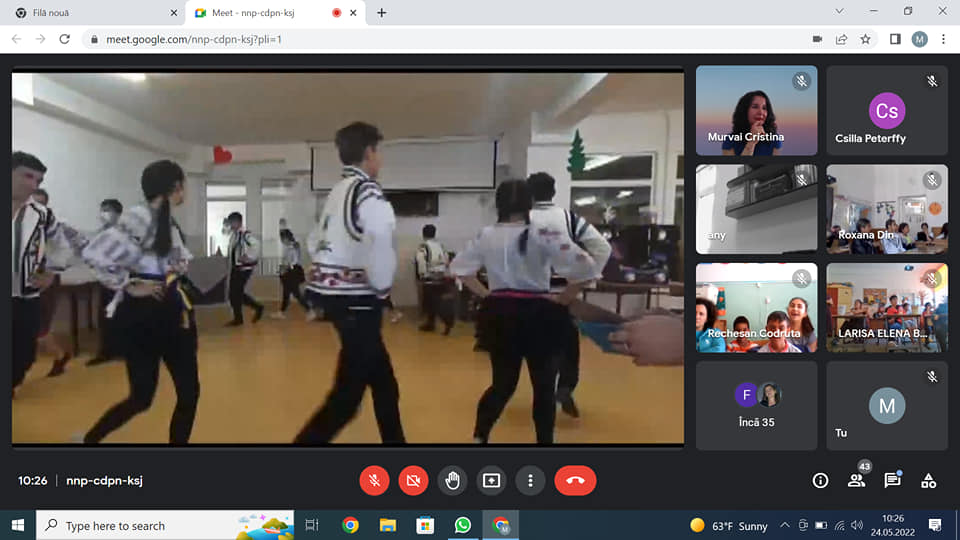 Filă nouă
Meet - nnp-cdpn-ksj
meet.google.com/nnp-cdpn-ksj?pli=1
M
Murvai Cristina
Cs
Csilla Peterffy
any
Roxana Din
Rechesan Codruta
LARISA ELENA B...
F
Încă 35
M
Tu
10:26 | nnp-cdpn-ksj
43
Type here to search
63°F Sunny
10:26
24.05.2022